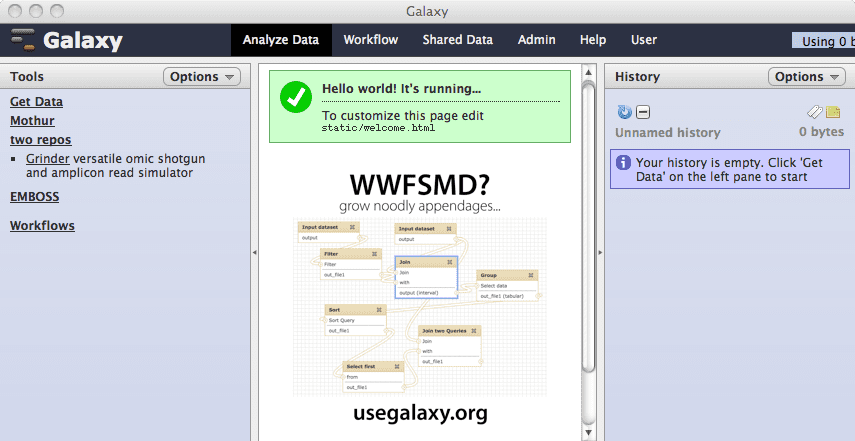 Galaxy
Galaxy
Analyze Data
Workflow
Shared Data
Admin
Help
User
Using 0 b
Tools
Options
Get Data
Mothur
two repos
Grinder versatile omic shotgun
and amplicon read simulator
EMBOSS
Workflows
Hello world! It's running...
To customize this page edit
static/welcome.html
WWFSMD?
grow noodly appendages...
Input dataset
output
Input dataset
output
Filter
Filter
out_file1
Join
Join
with
output (interval)
Group
Select data
out_file1 (tabular)
Sort
Sort Query
out_file1
Join two Queries
Join
with
out_file1
Select first
from
out_file1
usegalaxy.org
History
Options
Unnamed history
0 bytes
Your history is empty. Click 'Get
Data' on the left pane to start